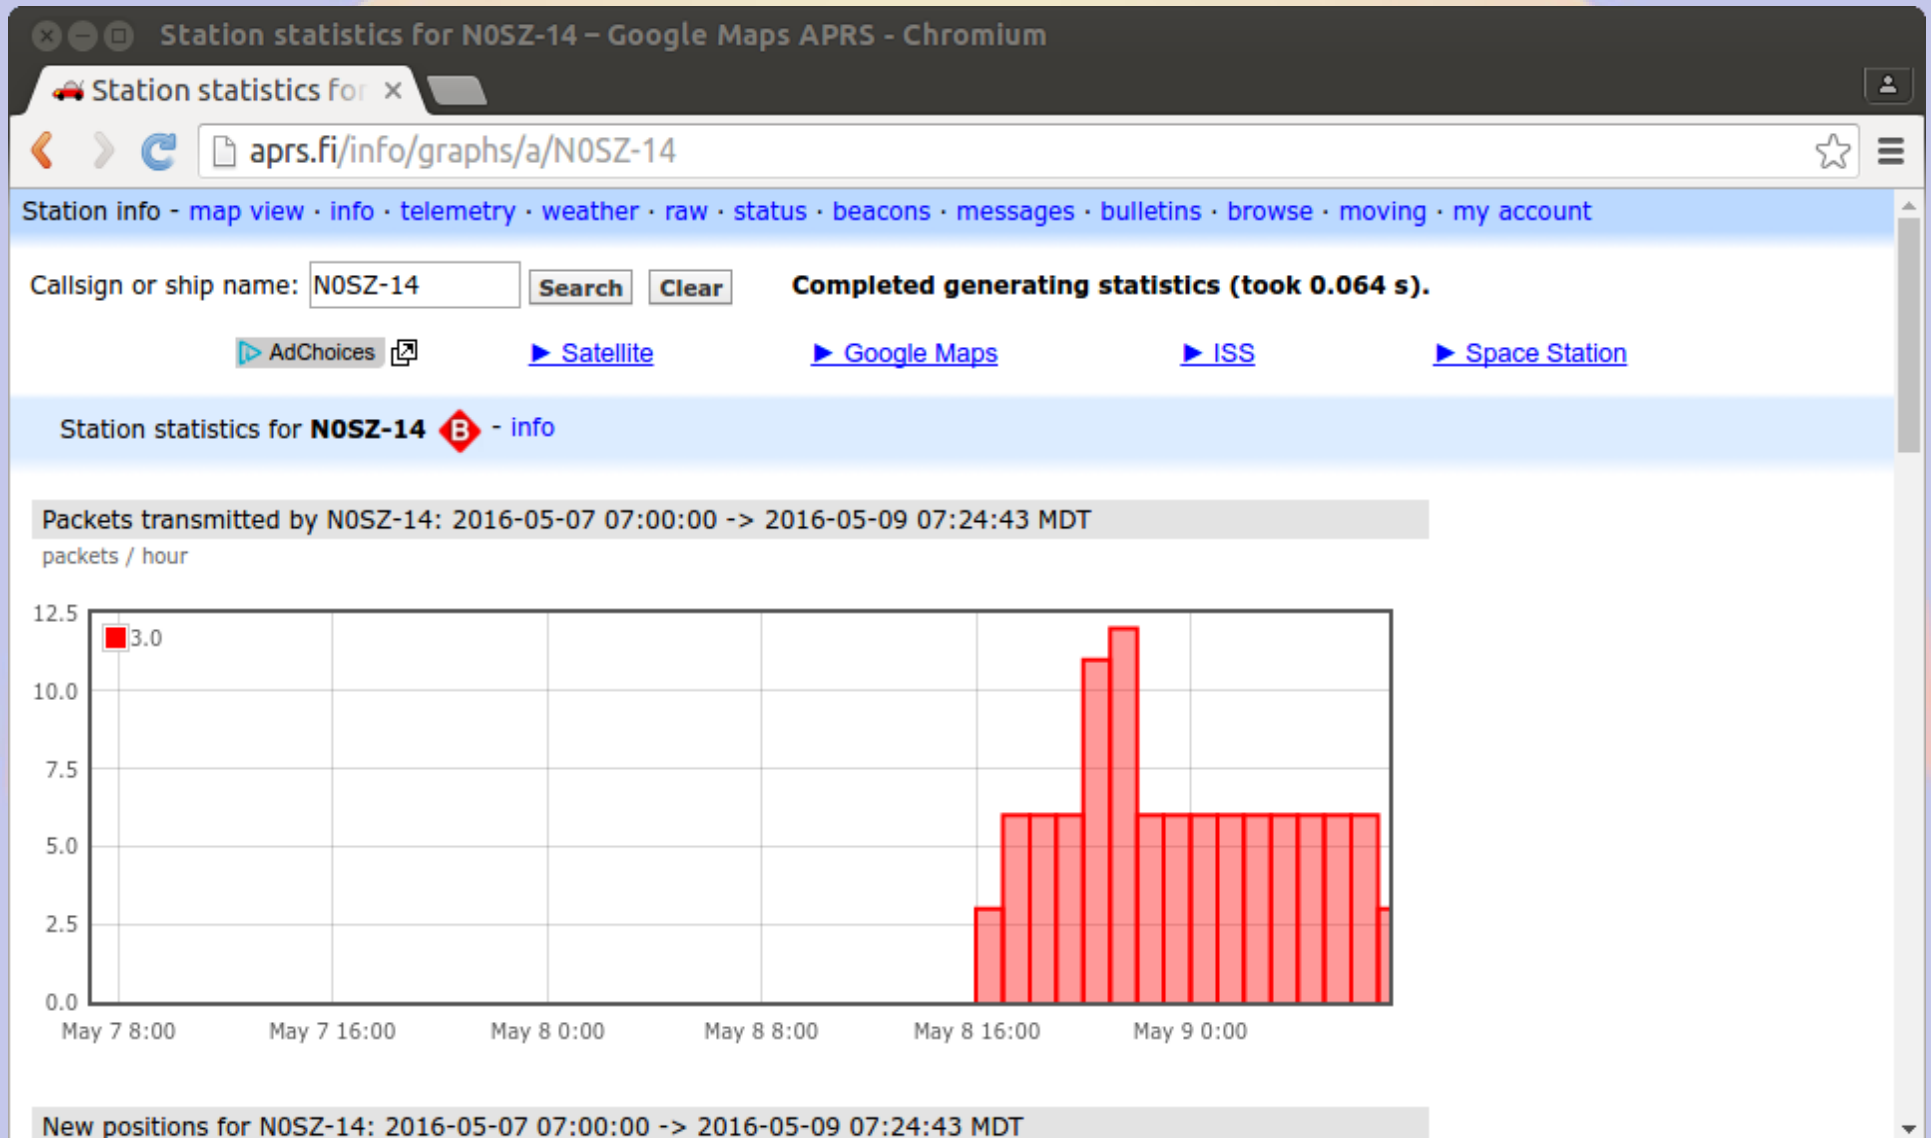 Station statistics for N0SZ-14 – Google Maps APRS - Chromium
Station statistics for
aprs.fi/info/graphs/a/N0SZ-14
Station info - map view · info · telemetry · weather · raw · status · beacons · messages · bulletins · browse · moving · my account
Callsign or ship name: N0SZ-14 Search Clear Completed generating statistics (took 0.064 s).
AdChoices ► Satellite ► Google Maps ► ISS ► Space Station
Station statistics for N0SZ-14 B - info
Packets transmitted by N0SZ-14: 2016-05-07 07:00:00 -> 2016-05-09 07:24:43 MDT
packets / hour
12.5
3.0
10.0
7.5
5.0
2.5
0.0
May 7 8:00 May 7 16:00 May 8 0:00 May 8 8:00 May 8 16:00 May 9 0:00
New positions for N0SZ-14: 2016-05-07 07:00:00 -> 2016-05-09 07:24:43 MDT